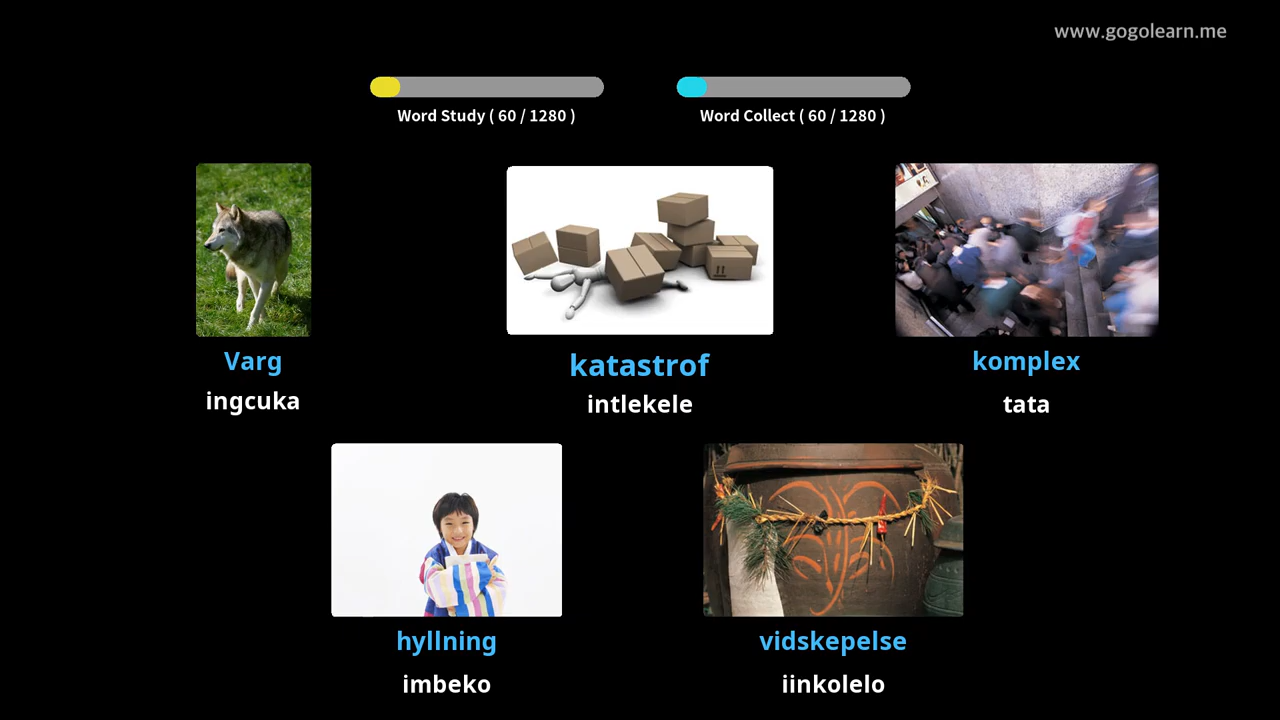 www.gogolearn.me
Word Study ( 60 / 1280 )
Word Collect ( 60 / 1280 )
Varg
ingcuka
katastrof
intlekele
komplex
tata
hyllning
imbeko
vidskepelse
iinkolelo